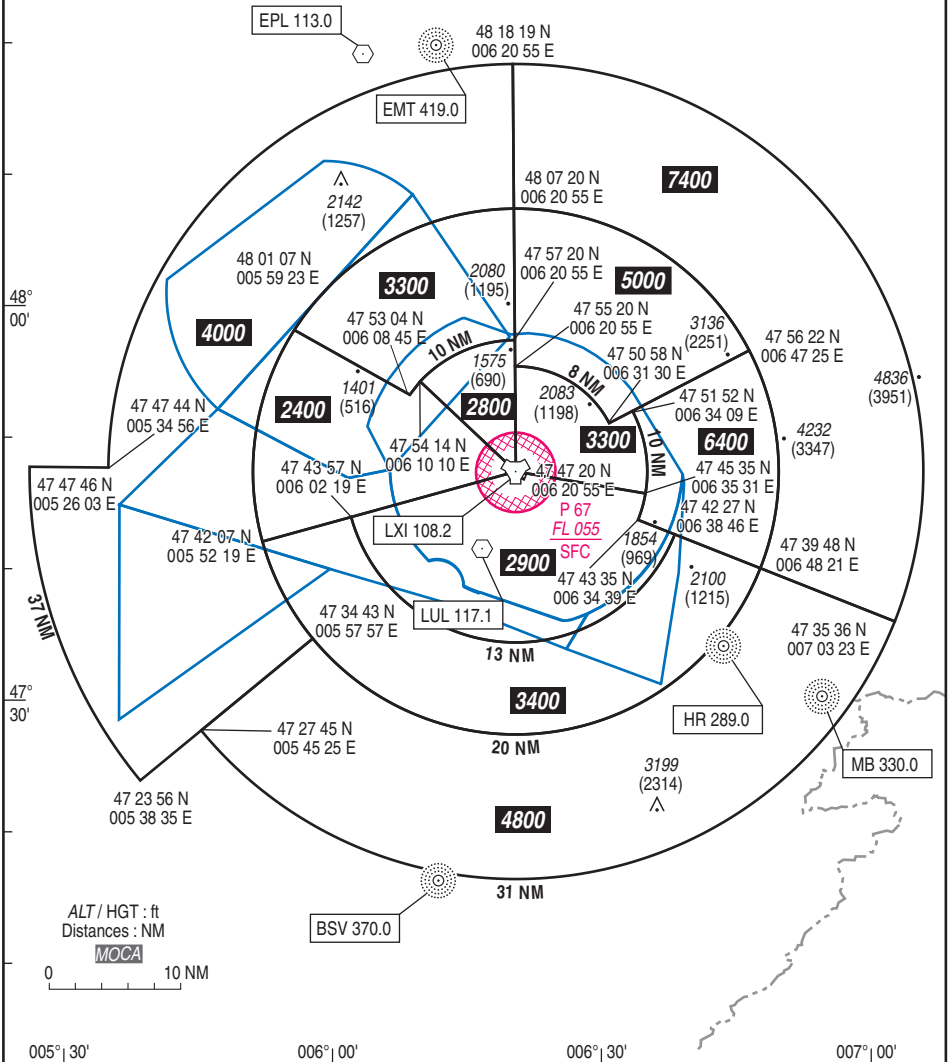 EPL 113.0
48 18 19 N
006 20 55 E
EMT 419.0
7400
48 07 20 N
006 20 55 E
2142
(1257)
48 01 07 N
005 59 23 E
2080
(1195)
47 57 20 N
006 20 55 E
5000
3300
48°
00'
4000
47 53 04 N
006 08 45 E
10 NM
47 55 20 N
006 20 55 E
3136
(2251)
47 56 22 N
006 47 25 E
1575
(690)
47 50 58 N
006 31 30 E
8 NM
1401
(516)
4836
(3951)
2083
(1198)
47 51 52 N
006 34 09 E
2400
2800
47 47 44 N
005 34 56 E
3300
10 NM
6400
4232
(3347)
47 54 14 N
006 10 10 E
47 43 57 N
006 02 19 E
47 47 20 N
006 20 55 E
47 45 35 N
006 35 31 E
47 47 46 N
005 26 03 E
P 67
FL 055
SFC
47 42 27 N
006 38 46 E
LXI 108.2
47 42 07 N
005 52 19 E
1854
(969)
47 39 48 N
006 48 21 E
2900
47 43 35 N
006 34 39 E
2100
(1215)
37 NM
LUL 117.1
47 34 43 N
005 57 57 E
47 35 36 N
007 03 23 E
13 NM
47°
30'
3400
HR 289.0
47 27 45 N
005 45 25 E
20 NM
MB 330.0
3199
(2314)
47 23 56 N
005 38 35 E
4800
31 NM
BSV 370.0
ALT / HGT : ft
Distances : NM
MOCA
0 10 NM
005° 30' 006° 00' 006° 30' 007° 00'